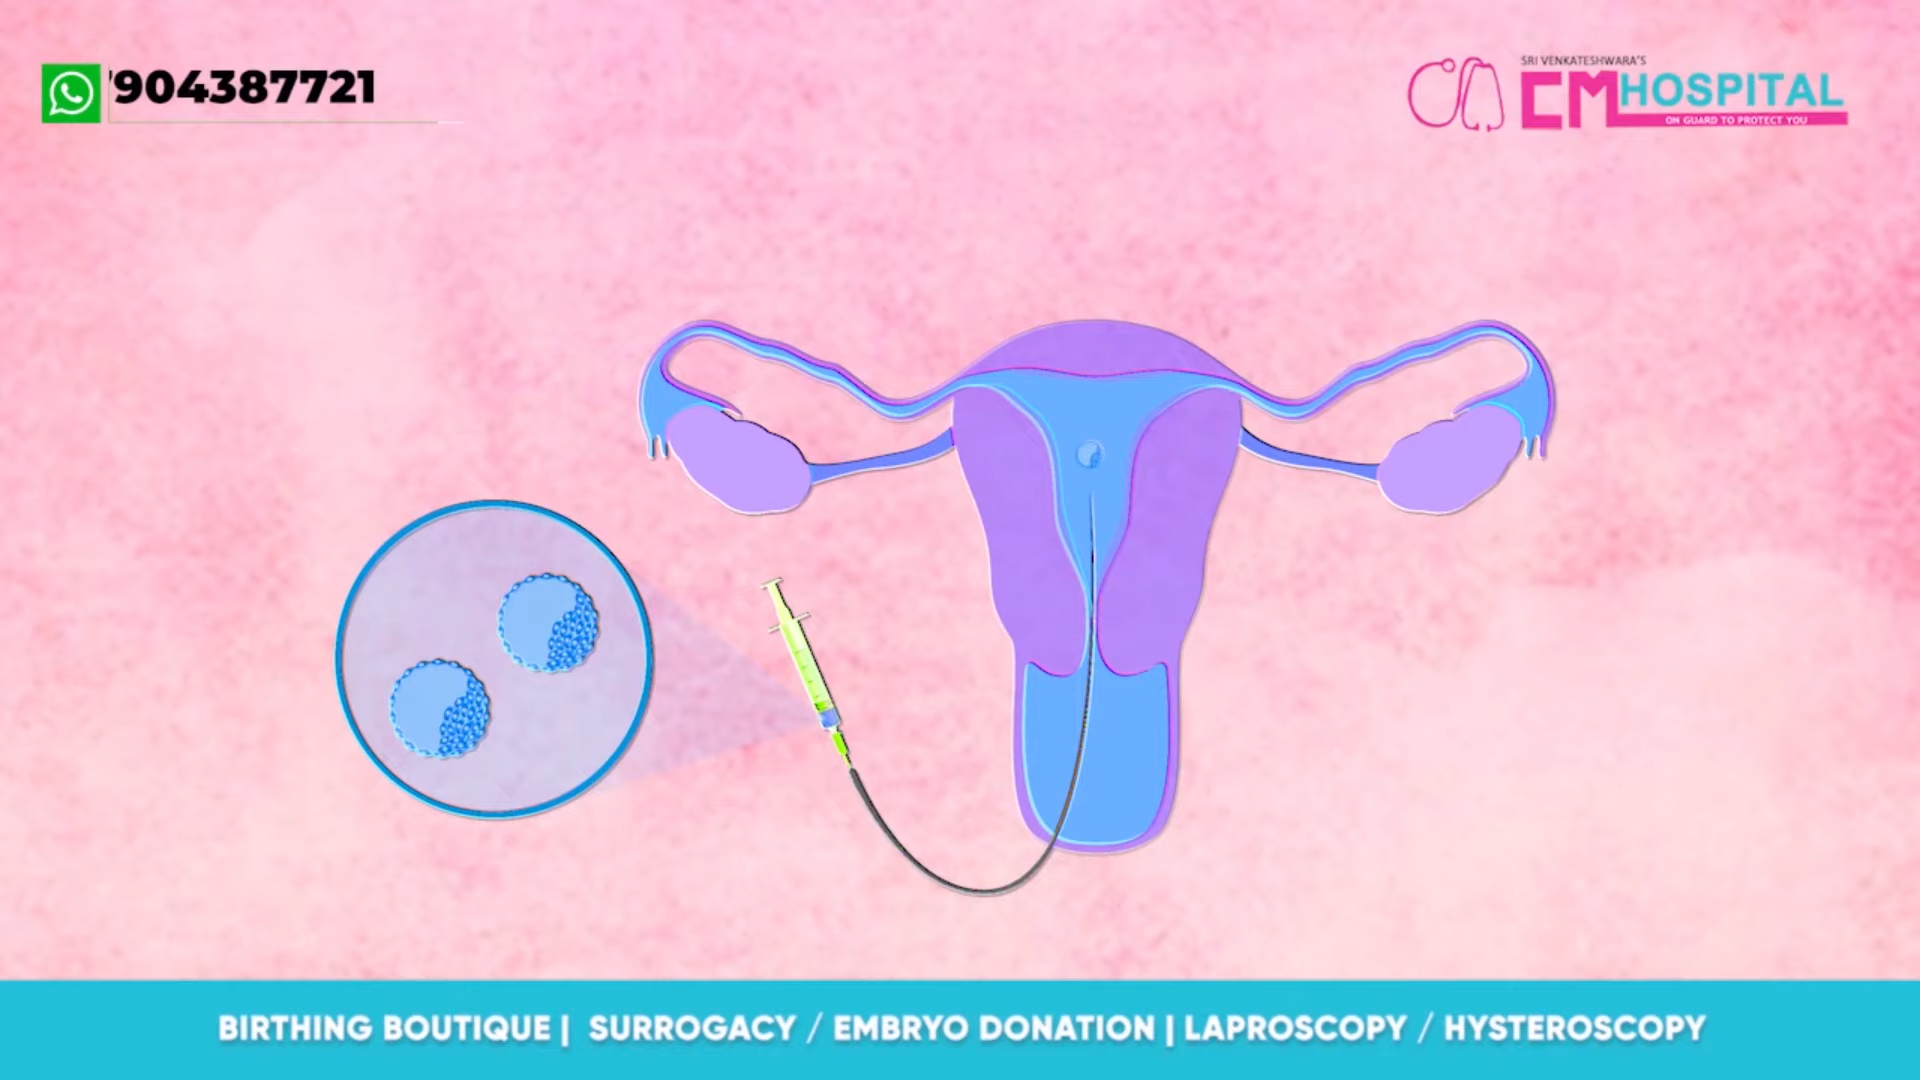 904387721
SRI VENKATESHWARA'S
CM HOSPITAL
ON GUARD TO PROTECT YOU
BIRTHING BOUTIQUE | SURROGACY / EMBRYO DONATION | LAPROSCOPY / HYSTEROSCOPY